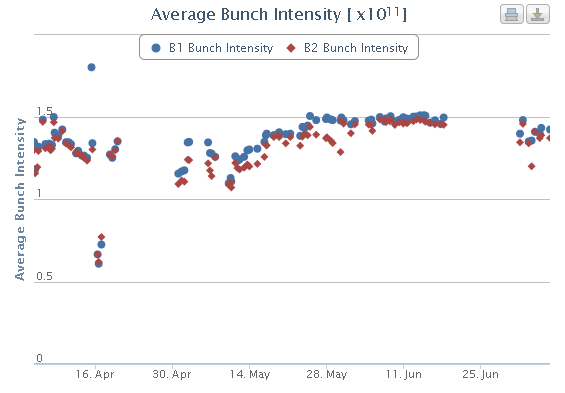 Average Bunch Intensity [ x10¹¹]
B1 Bunch Intensity
B2 Bunch Intensity
Average Bunch Intensity
1.5
1
0.5
0
16. Apr
30. Apr
14. May
28. May
11. Jun
25. Jun